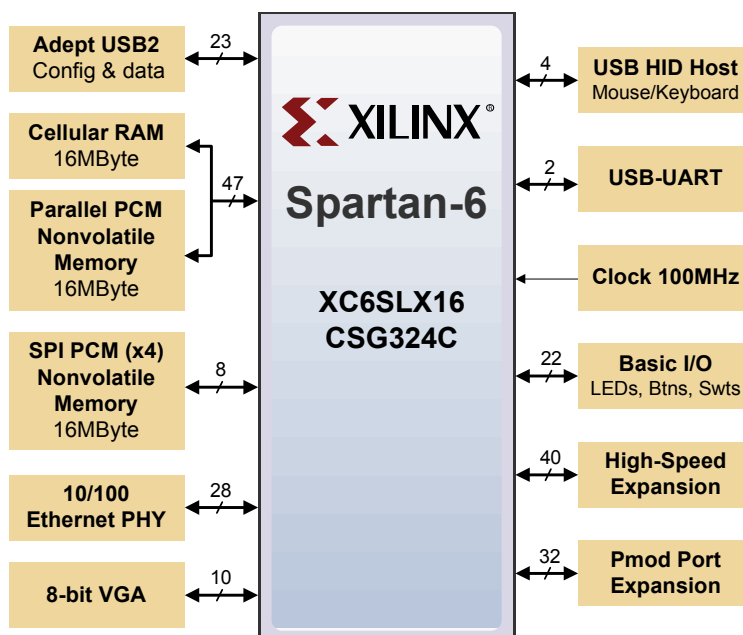 Adept USB2
Config & data
23
Cellular RAM
16MByte
47
Parallel PCM
Nonvolatile
Memory
16MByte
SPI PCM (x4)
Nonvolatile
Memory
16MByte
8
10/100
Ethernet PHY
28
8-bit VGA
10
XILINX®
Spartan-6
XC6SLX16
CSG324C
4
USB HID Host
Mouse/Keyboard
2
USB-UART
Clock 100MHz
22
Basic I/O
LEDs, Btns, Swts
40
High-Speed
Expansion
32
Pmod Port
Expansion